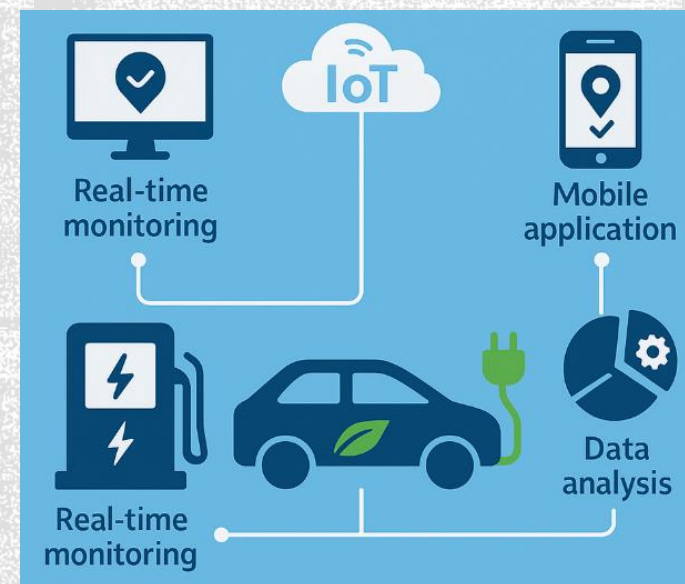 IoT
Real-time
monitoring
Mobile
application
Data
analysis
Real-time
monitoring